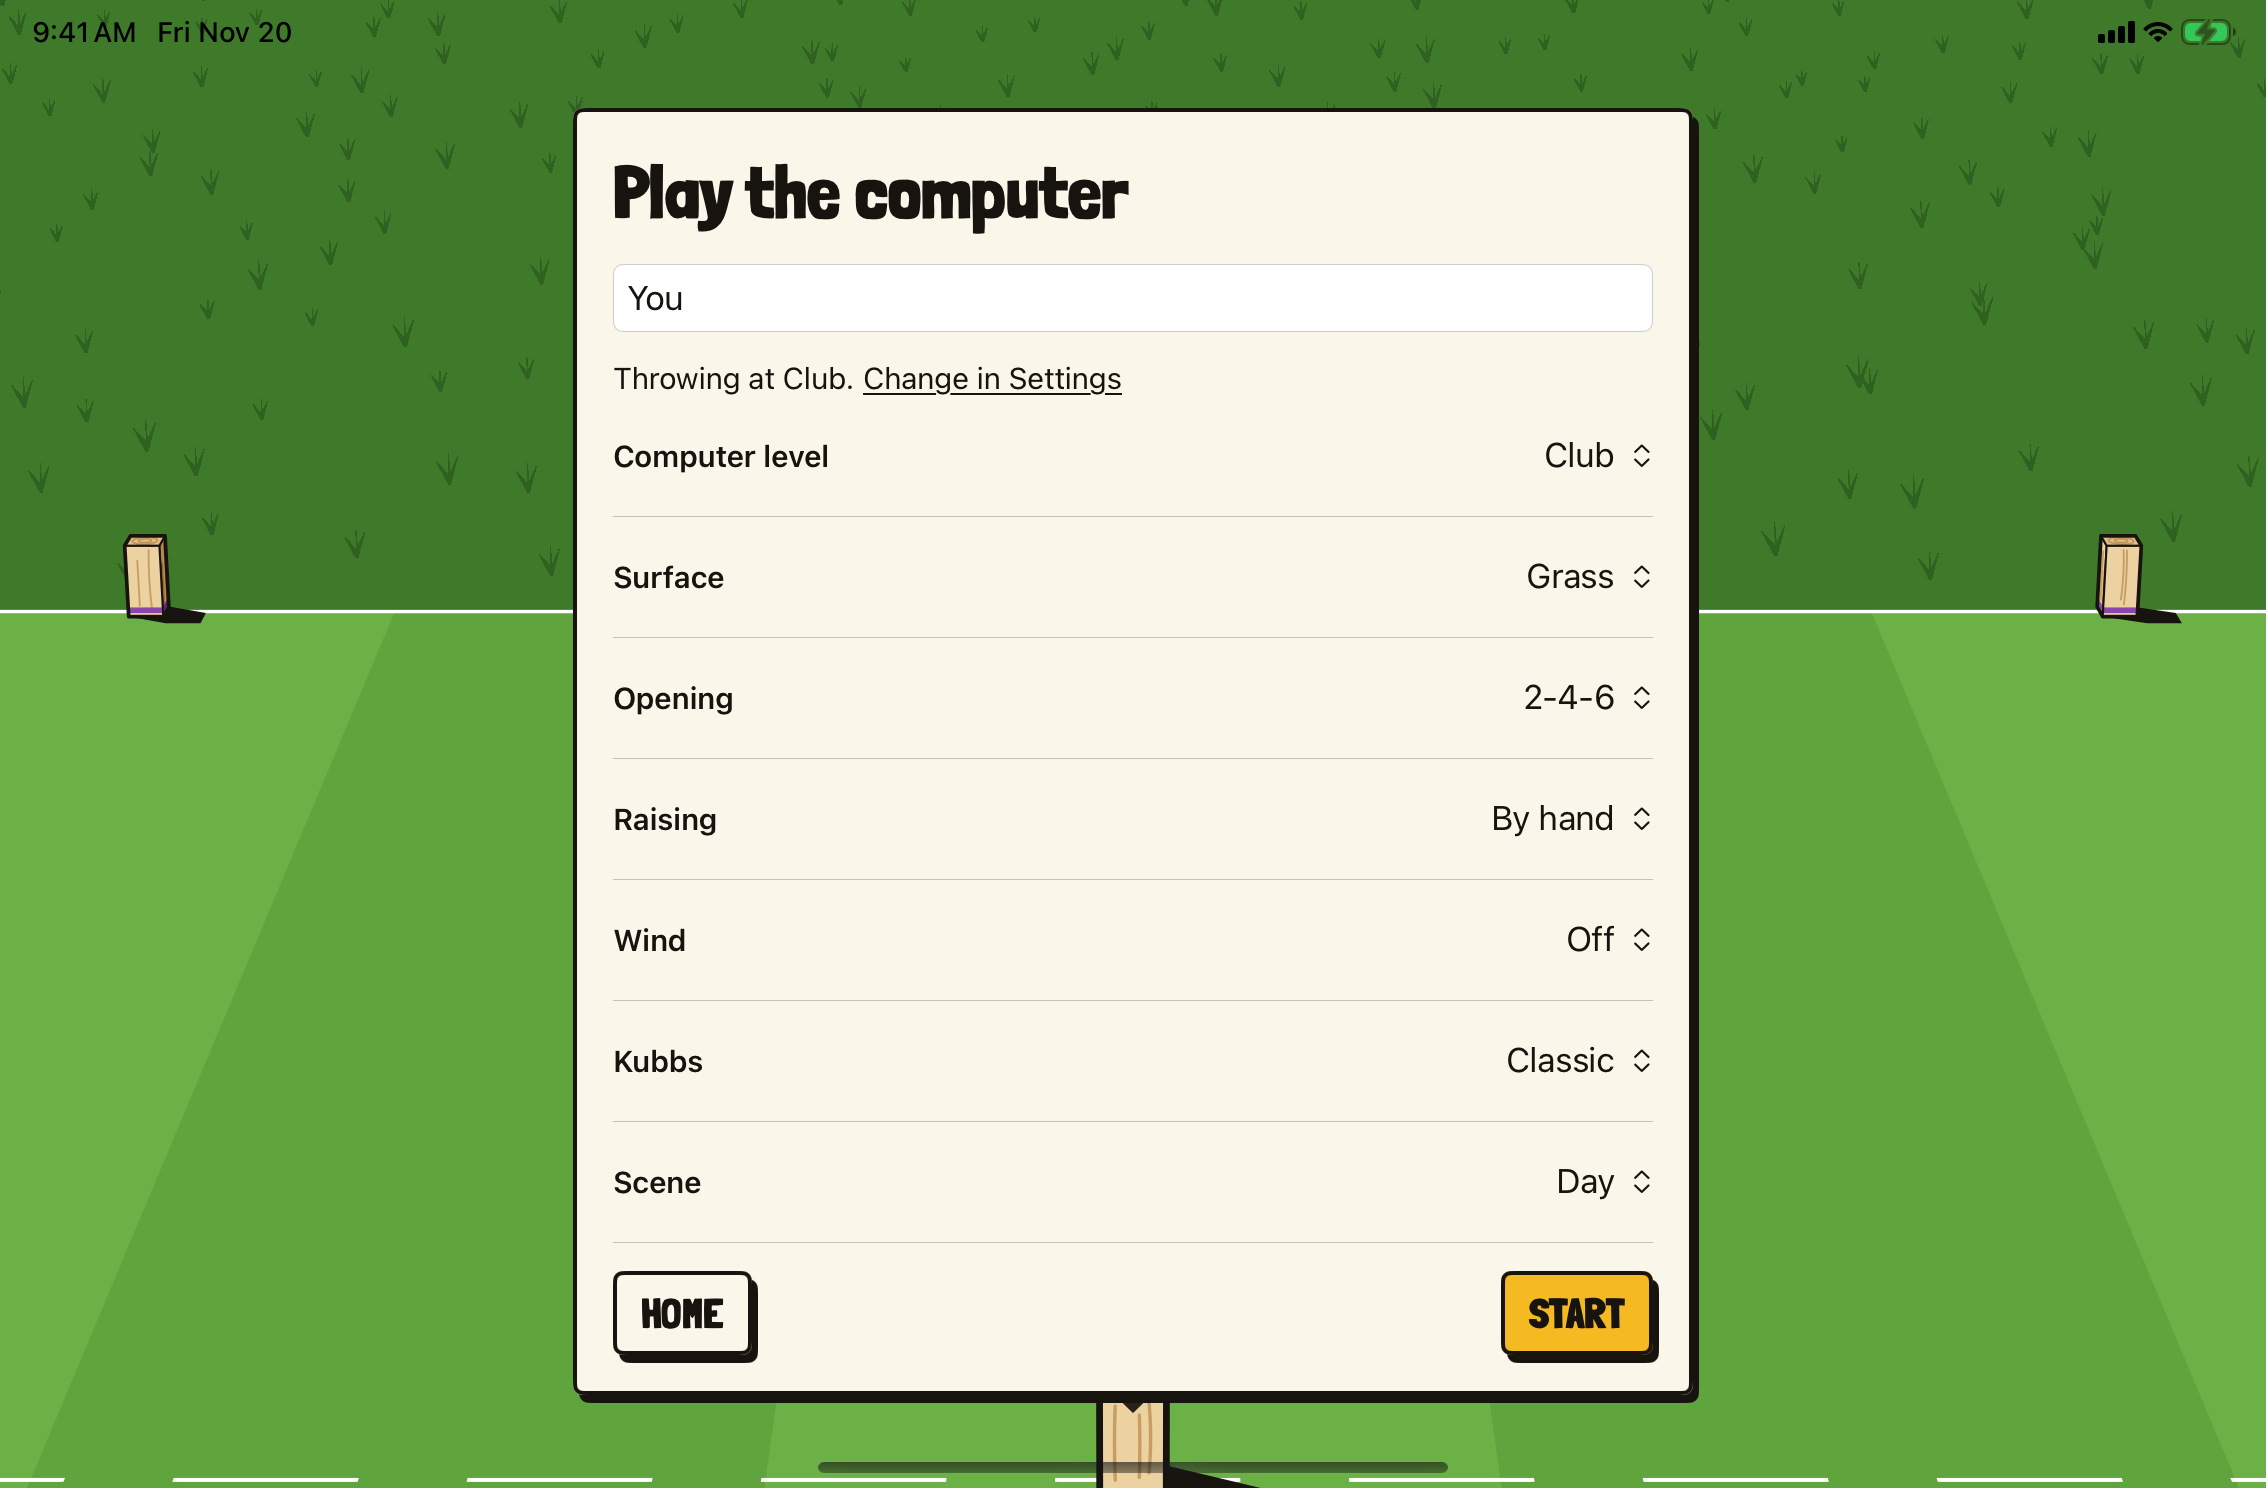 9:41 AM Fri Nov 20
Play the computer
You
Throwing at Club. Change in Settings
Computer level Club
Surface Grass
Opening 2-4-6
Raising By hand
Wind Off
Kubbs Classic
Scene Day
HOME START